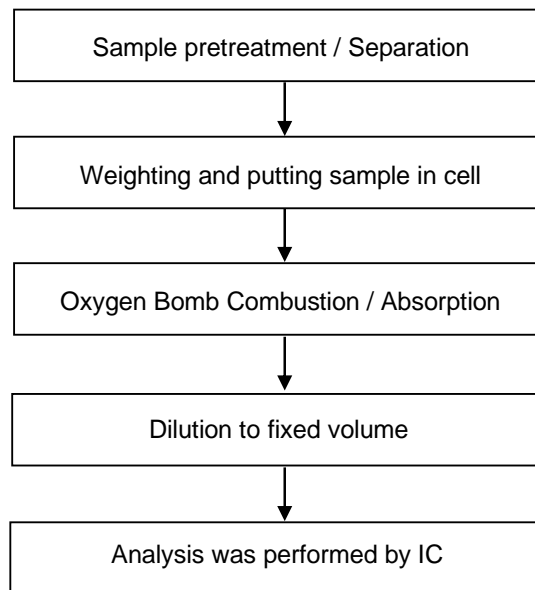 Sample pretreatment / Separation
Weighting and putting sample in cell
Oxygen Bomb Combustion / Absorption
Dilution to fixed volume
Analysis was performed by IC